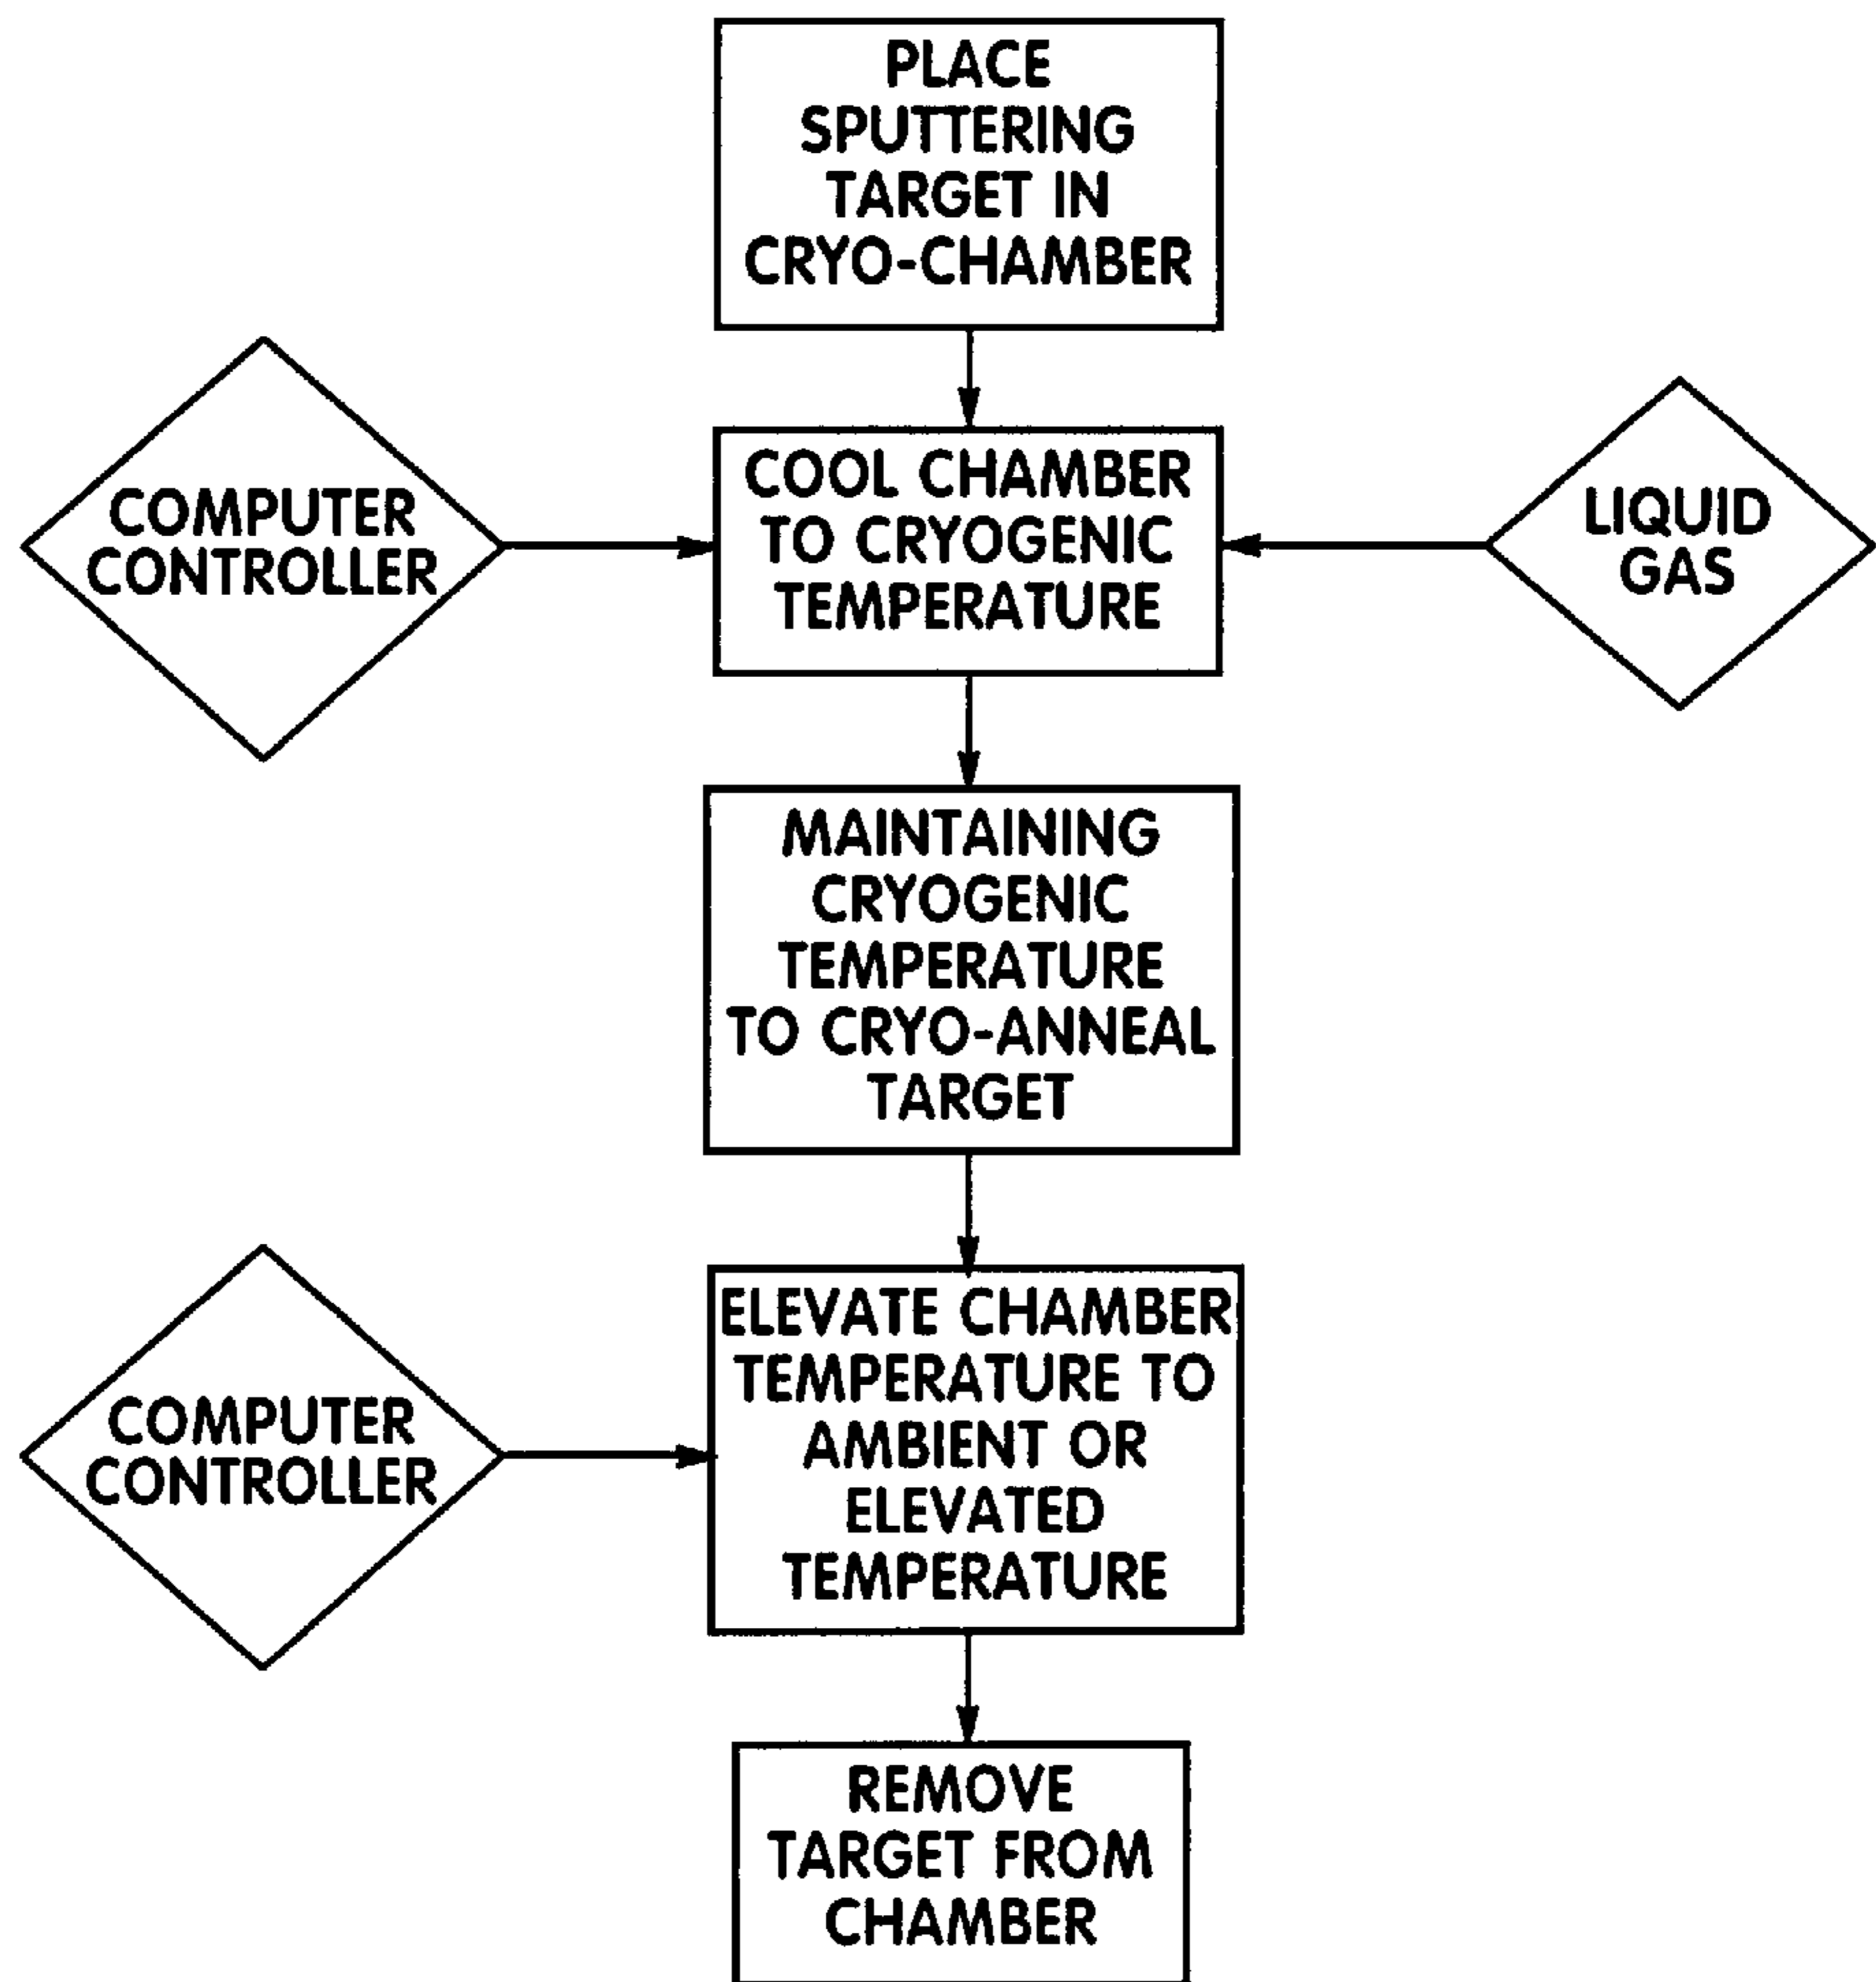 PLACE
SPUTTERING
TARGET IN
CRYO-CHAMBER
COMPUTER
CONTROLLER
COOL CHAMBER
TO CRYOGENIC
TEMPERATURE
LIQUID
GAS
MAINTAINING
CRYOGENIC
TEMPERATURE
TO CRYO-ANNEAL
TARGET
COMPUTER
CONTROLLER
ELEVATE CHAMBER
TEMPERATURE TO
AMBIENT OR
ELEVATED
TEMPERATURE
REMOVE
TARGET FROM
CHAMBER